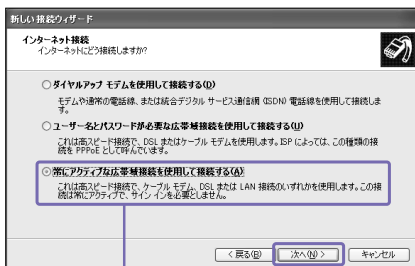 新しい接続ウィザード
インターネット接続
インターネットにどう接続しますか?
ダイヤルアップ モデムを使用して接続する(D)
モデムや通常の電話線、または統合デジタル サービス通信網 (ISDN) 電話線を使用して接続しま
す。
ユーザー名とパスワードが必要な広帯域接続を使用して接続する(U)
これは高スピード接続で、DSL またはケーブル モデムを使用します。ISP によっては、この種類の接
続を PPPoE として呼んでいます。
常にアクティブな広帯域接続を使用して接続する(A)
これは高スピード接続で、ケーブル モデム、DSL または LAN 接続のいずれかを使用します。この接
続は常にアクティブで、サイン インを必要としません。
< 戻る(B)
次へ(N) >
キャンセル